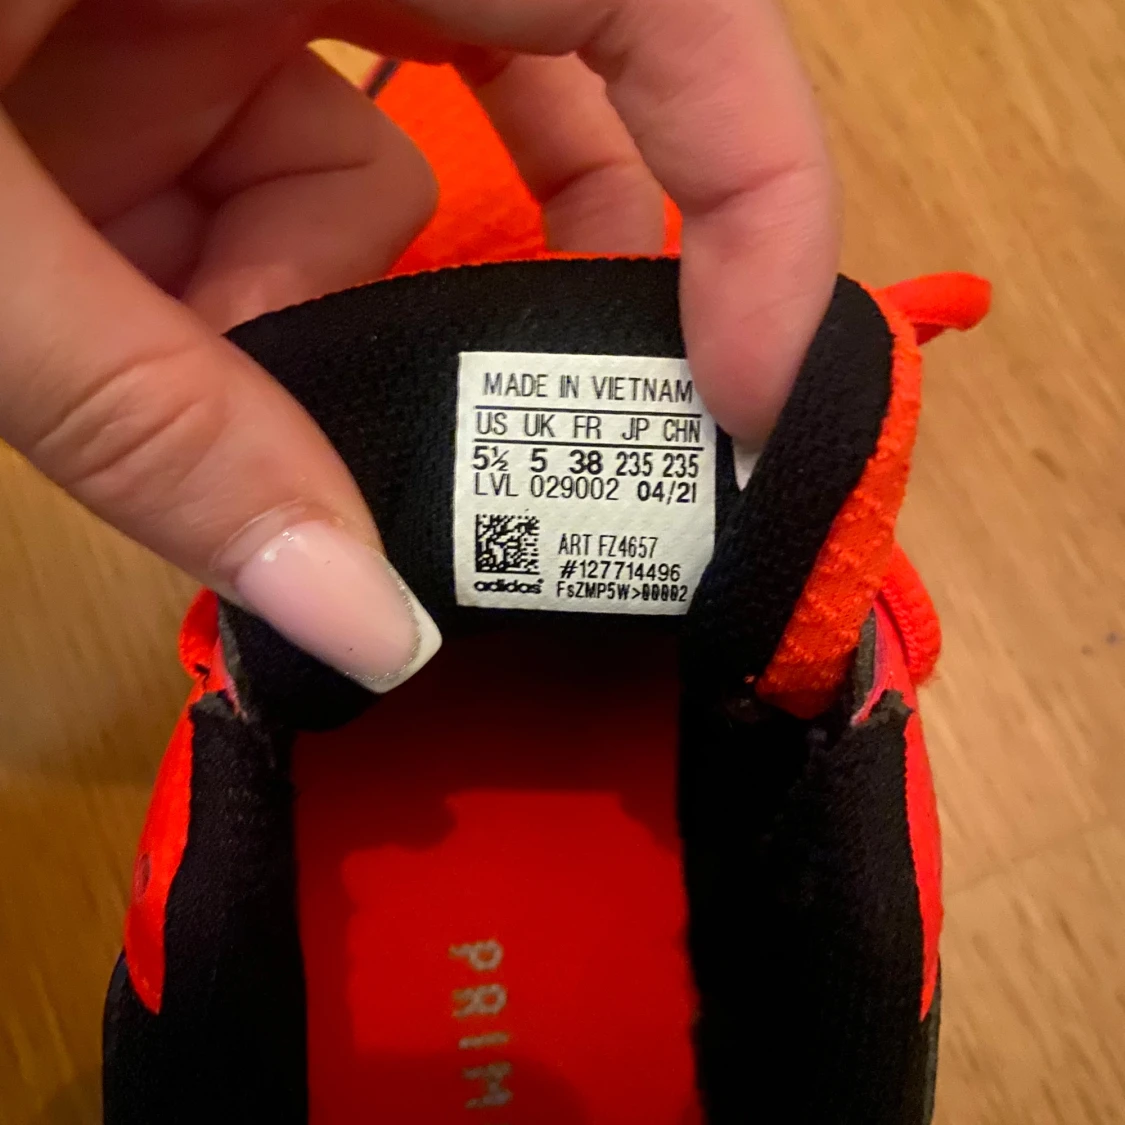 MADE IN VIETNAM
US UK FR JP CHN
5½ 5 38 235 235
LVL 029002 04/21
ART FZ4657
#127714496
adidas FsZMP5W>00002
PRIM